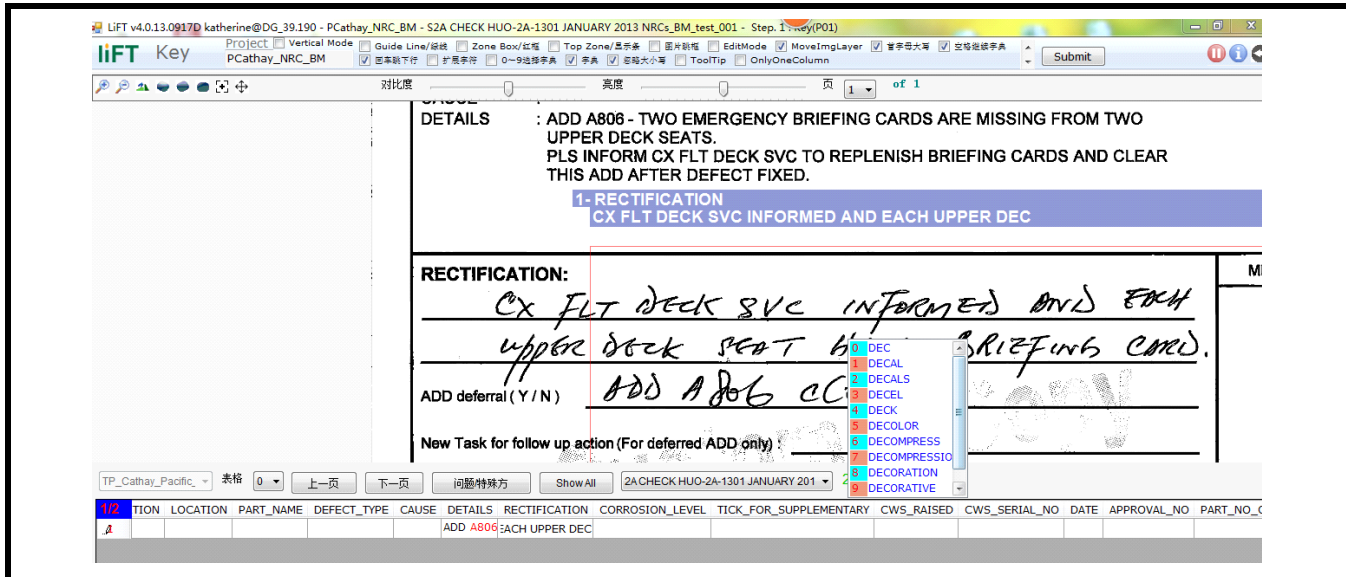 LiFT v4.0.13.0917D katherine@DG_39.190 - PCathay_NRC_BM - S2A CHECK HUO-2A-1301 JANUARY 2013 NRCs_BM_test_001 - Step. 1 : Key(P01)
liFT Key Project Vertical Mode Guide Line/线 Zone Box/红框 Top Zone/显示条 图片跳框 EditMode MoveImgLayer 首字母大写 空格继续字典
PCathay_NRC_BM 回车跳下行 扩展字符 0~9选择字典 字典 忽略大小写 ToolTip OnlyOneColumn Submit
对比度 亮度 页 1 of 1
DETAILS : ADD A806 - TWO EMERGENCY BRIEFING CARDS ARE MISSING FROM TWO
UPPER DECK SEATS.
PLS INFORM CX FLT DECK SVC TO REPLENISH BRIEFING CARDS AND CLEAR
THIS ADD AFTER DEFECT FIXED.
1- RECTIFICATION
CX FLT DECK SVC INFORMED AND EACH UPPER DEC
RECTIFICATION:
CX FLT DECK SVC INFORMED AND EACH
UPPER DECK SEAT BRIEFING CARD.
ADD deferral ( Y / N ) ADD A806
New Task for follow up action (For deferred ADD only) :
0 DEC
1 DECAL
2 DECALS
3 DECEL
4 DECK
5 DECOLOR
6 DECOMPRESS
7 DECOMPRESSIO
8 DECORATION
9 DECORATIVE
TP_Cathay_Pacific_ 表格 0 上一页 下一页 问题/特殊方 Show All 2ACHECK HUO-2A-1301 JANUARY 201
1/2 TION LOCATION PART_NAME DEFECT_TYPE CAUSE DETAILS RECTIFICATION CORROSION_LEVEL TICK_FOR_SUPPLEMENTARY CWS_RAISED CWS_SERIAL_NO DATE APPROVAL_NO PART_NO_
ADD A806 EACH UPPER DEC